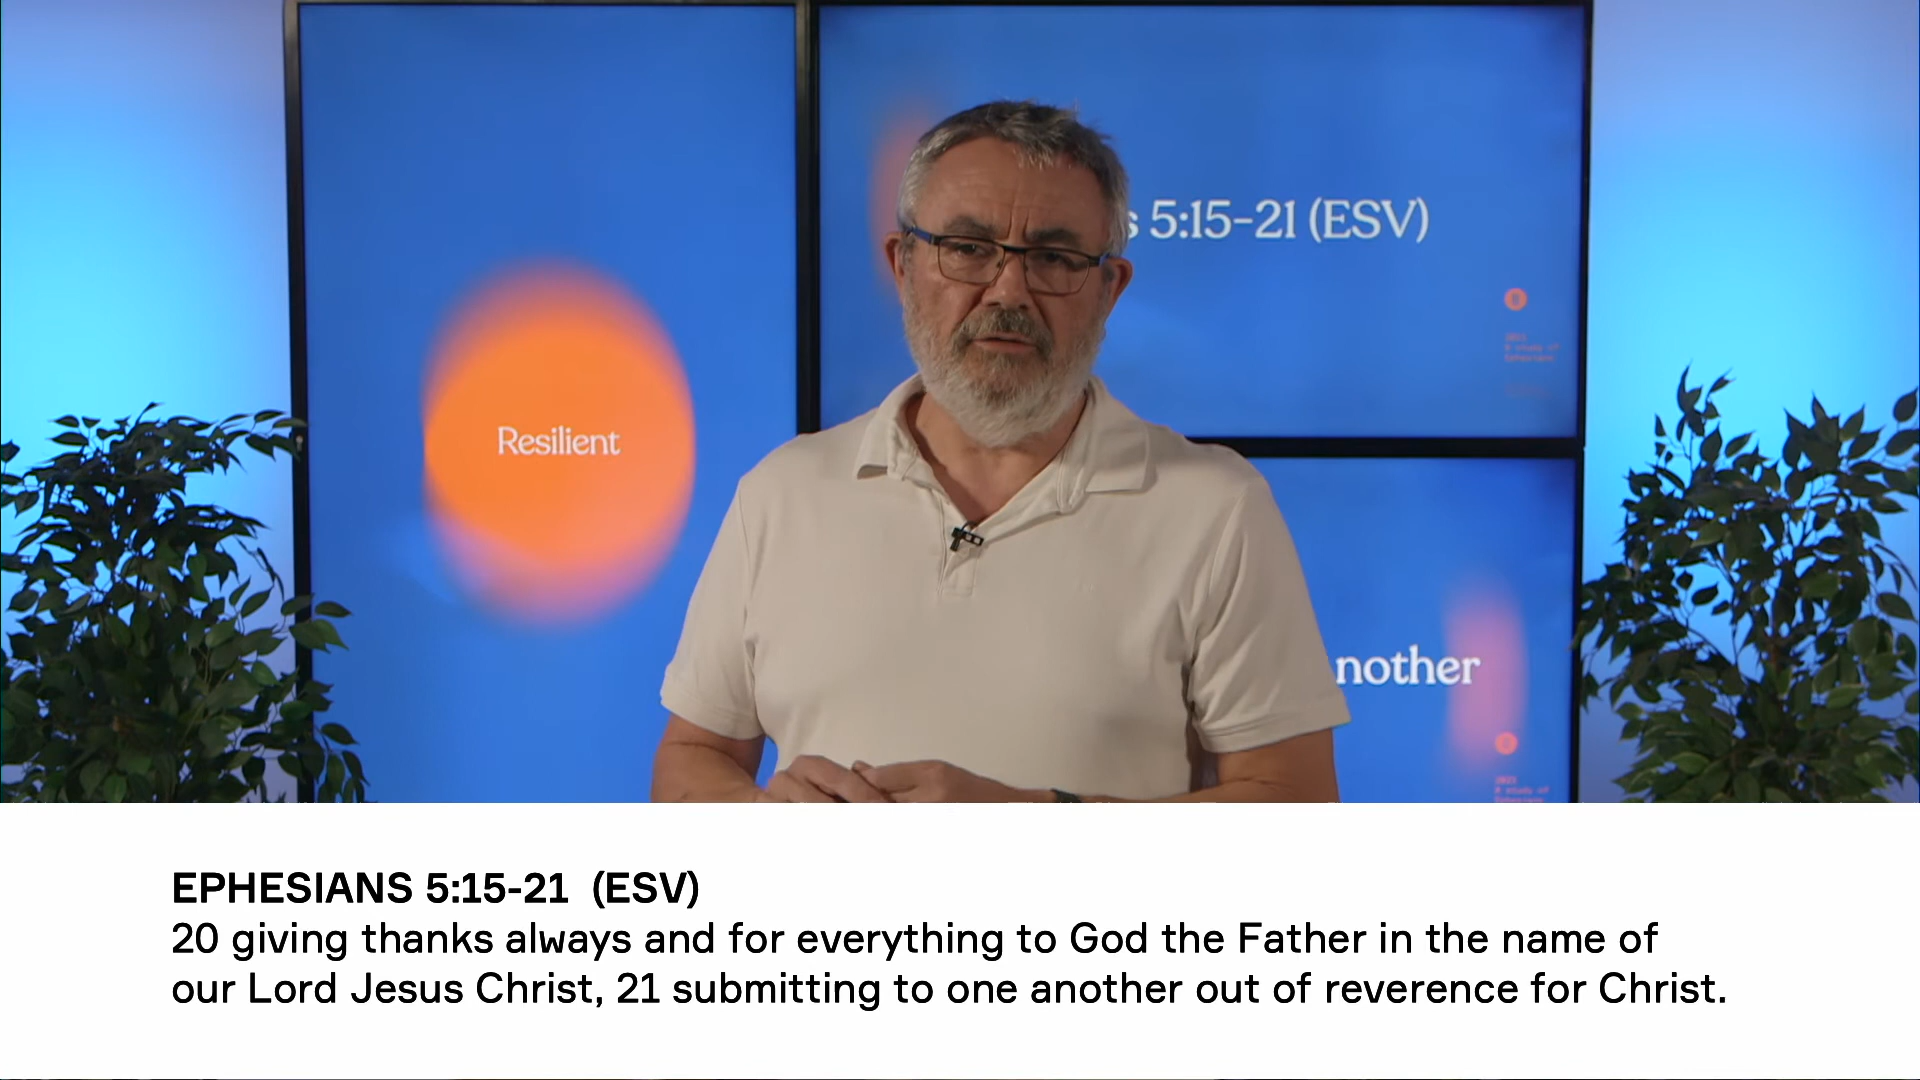 s 5:15-21 (ESV)
Resilient
nother
EPHESIANS 5:15-21 (ESV)
20 giving thanks always and for everything to God the Father in the name of
our Lord Jesus Christ, 21 submitting to one another out of reverence for Christ.